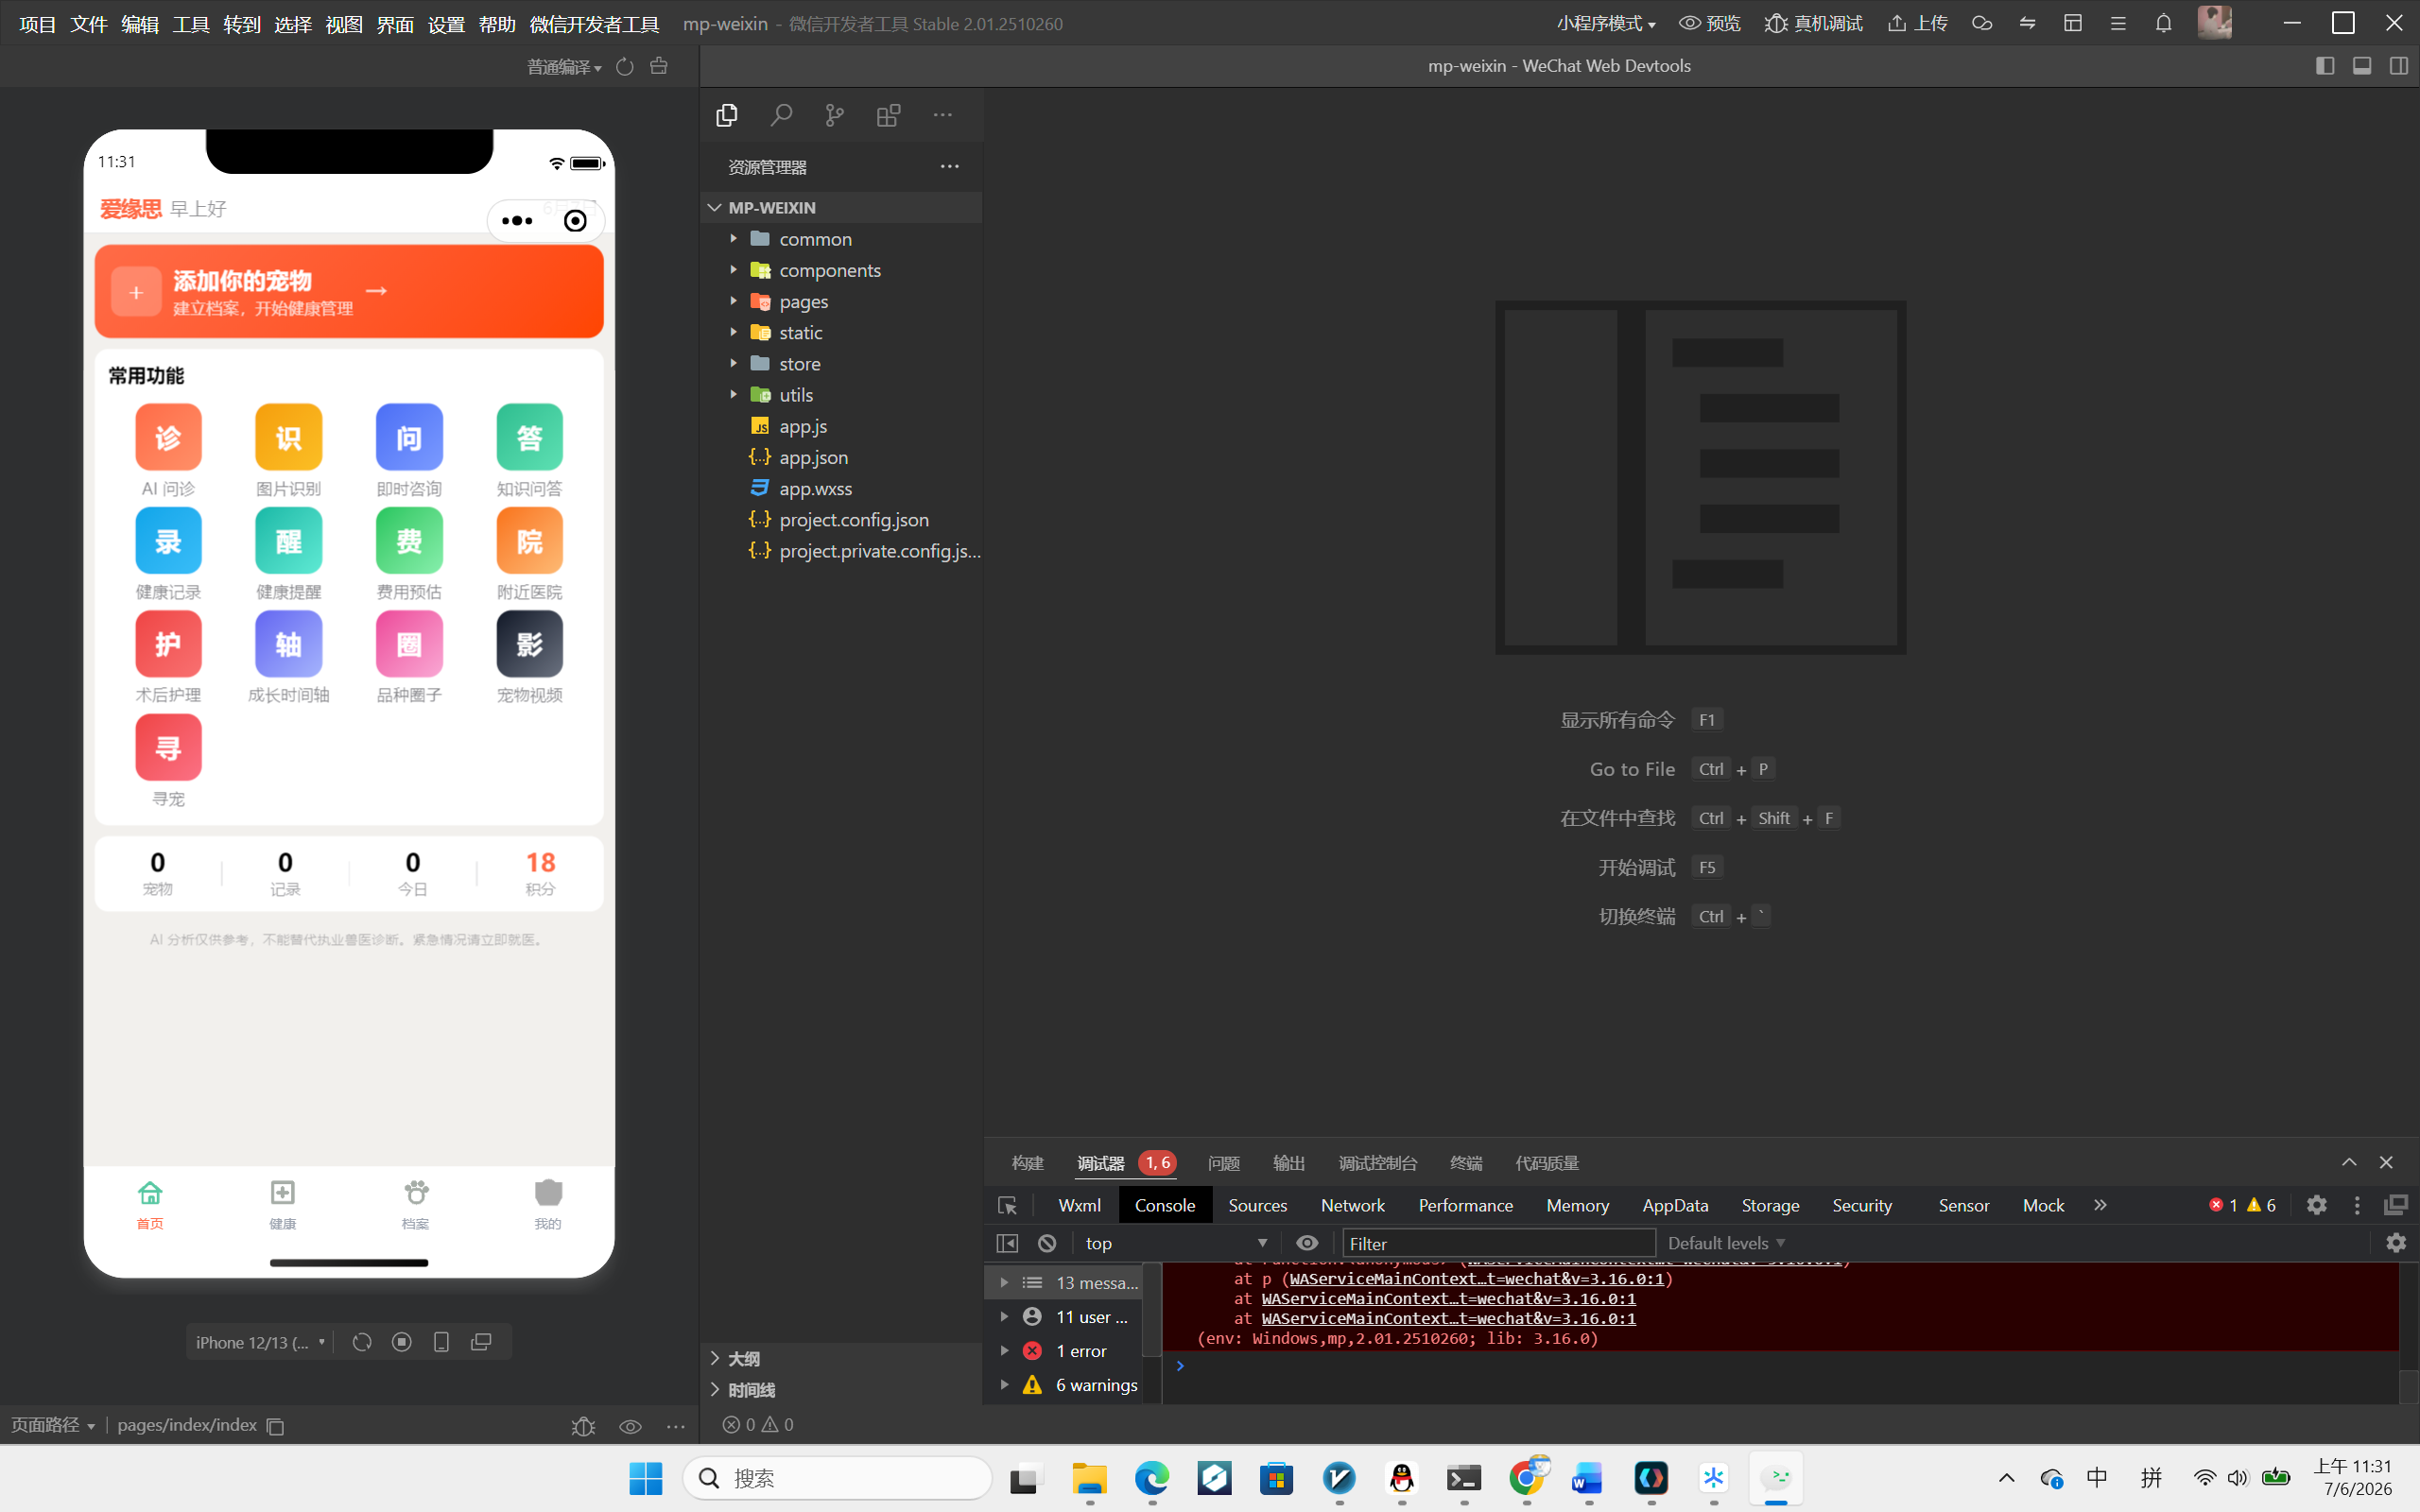 项目 文件 编辑 工具 转到 选择 视图 界面 设置 帮助 微信开发者工具 mp-weixin - 微信开发者工具 Stable 2.01.2510260 小程序模式 预览 真机调试 上传
普通编译
mp-weixin - WeChat Web Devtools
11:31
爱缘思 早上好
添加你的宠物
建立档案，开始健康管理
→
常用功能
诊 识 问 答
AI 问诊 图片识别 即时咨询 知识问答
录 醒 费 院
健康记录 健康提醒 费用预估 附近医院
护 轴 圈 影
术后护理 成长时间轴 品种圈子 宠物视频
寻
寻宠
0 0 0 18
宠物 记录 今日 积分
AI 分析仅供参考，不能替代执业兽医诊断。紧急情况请立即就医。
首页 健康 档案 我的
iPhone 12/13 (...
页面路径 pages/index/index
资源管理器
MP-WEIXIN
common
components
pages
static
store
utils
app.js
app.json
app.wxss
project.config.json
project.private.config.js...
大纲
时间线
0 0
显示所有命令 F1
Go to File Ctrl + P
在文件中查找 Ctrl + Shift + F
开始调试 F5
切换终端 Ctrl + `
构建 调试器 1, 6 问题 输出 调试控制台 终端 代码质量
Wxml Console Sources Network Performance Memory AppData Storage Security Sensor Mock 1 6
top Filter Default levels
13 messa...
11 user ...
1 error
6 warnings
at p (WAServiceMainContext…t=wechat&v=3.16.0:1)
at WAServiceMainContext…t=wechat&v=3.16.0:1
at WAServiceMainContext…t=wechat&v=3.16.0:1
(env: Windows,mp,2.01.2510260; lib: 3.16.0)
搜索
中 拼
上午 11:31
7/6/2026